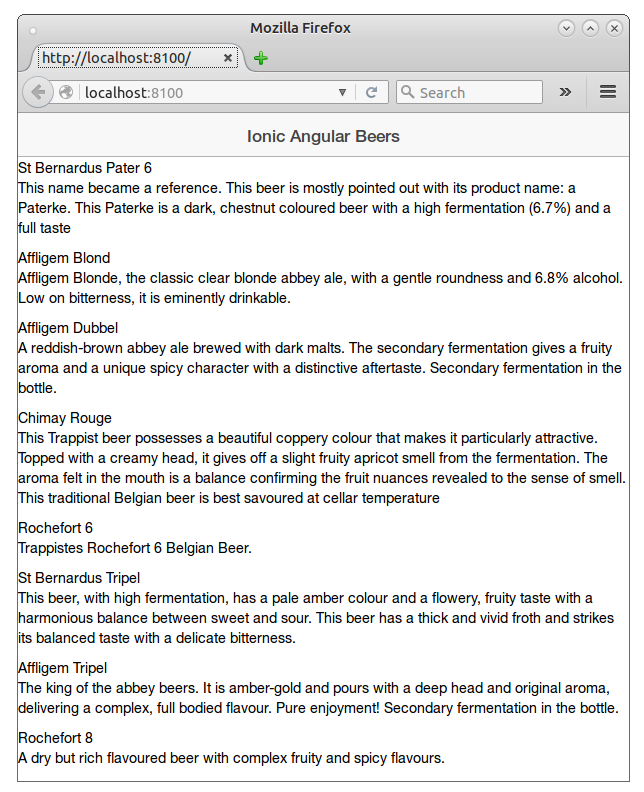 Mozilla Firefox
http://localhost:8100/
localhost:8100
Search
Ionic Angular Beers
St Bernardus Pater 6
This name became a reference. This beer is mostly pointed out with its product name: a
Paterke. This Paterke is a dark, chestnut coloured beer with a high fermentation (6.7%) and a
full taste
Affligem Blond
Affligem Blonde, the classic clear blonde abbey ale, with a gentle roundness and 6.8% alcohol.
Low on bitterness, it is eminently drinkable.
Affligem Dubbel
A reddish-brown abbey ale brewed with dark malts. The secondary fermentation gives a fruity
aroma and a unique spicy character with a distinctive aftertaste. Secondary fermentation in the
bottle.
Chimay Rouge
This Trappist beer possesses a beautiful coppery colour that makes it particularly attractive.
Topped with a creamy head, it gives off a slight fruity apricot smell from the fermentation. The
aroma felt in the mouth is a balance confirming the fruit nuances revealed to the sense of smell.
This traditional Belgian beer is best savoured at cellar temperature
Rochefort 6
Trappistes Rochefort 6 Belgian Beer.
St Bernardus Tripel
This beer, with high fermentation, has a pale amber colour and a flowery, fruity taste with a
harmonious balance between sweet and sour. This beer has a thick and vivid froth and strikes
its balanced taste with a delicate bitterness.
Affligem Tripel
The king of the abbey beers. It is amber-gold and pours with a deep head and original aroma,
delivering a complex, full bodied flavour. Pure enjoyment! Secondary fermentation in the bottle.
Rochefort 8
A dry but rich flavoured beer with complex fruity and spicy flavours.